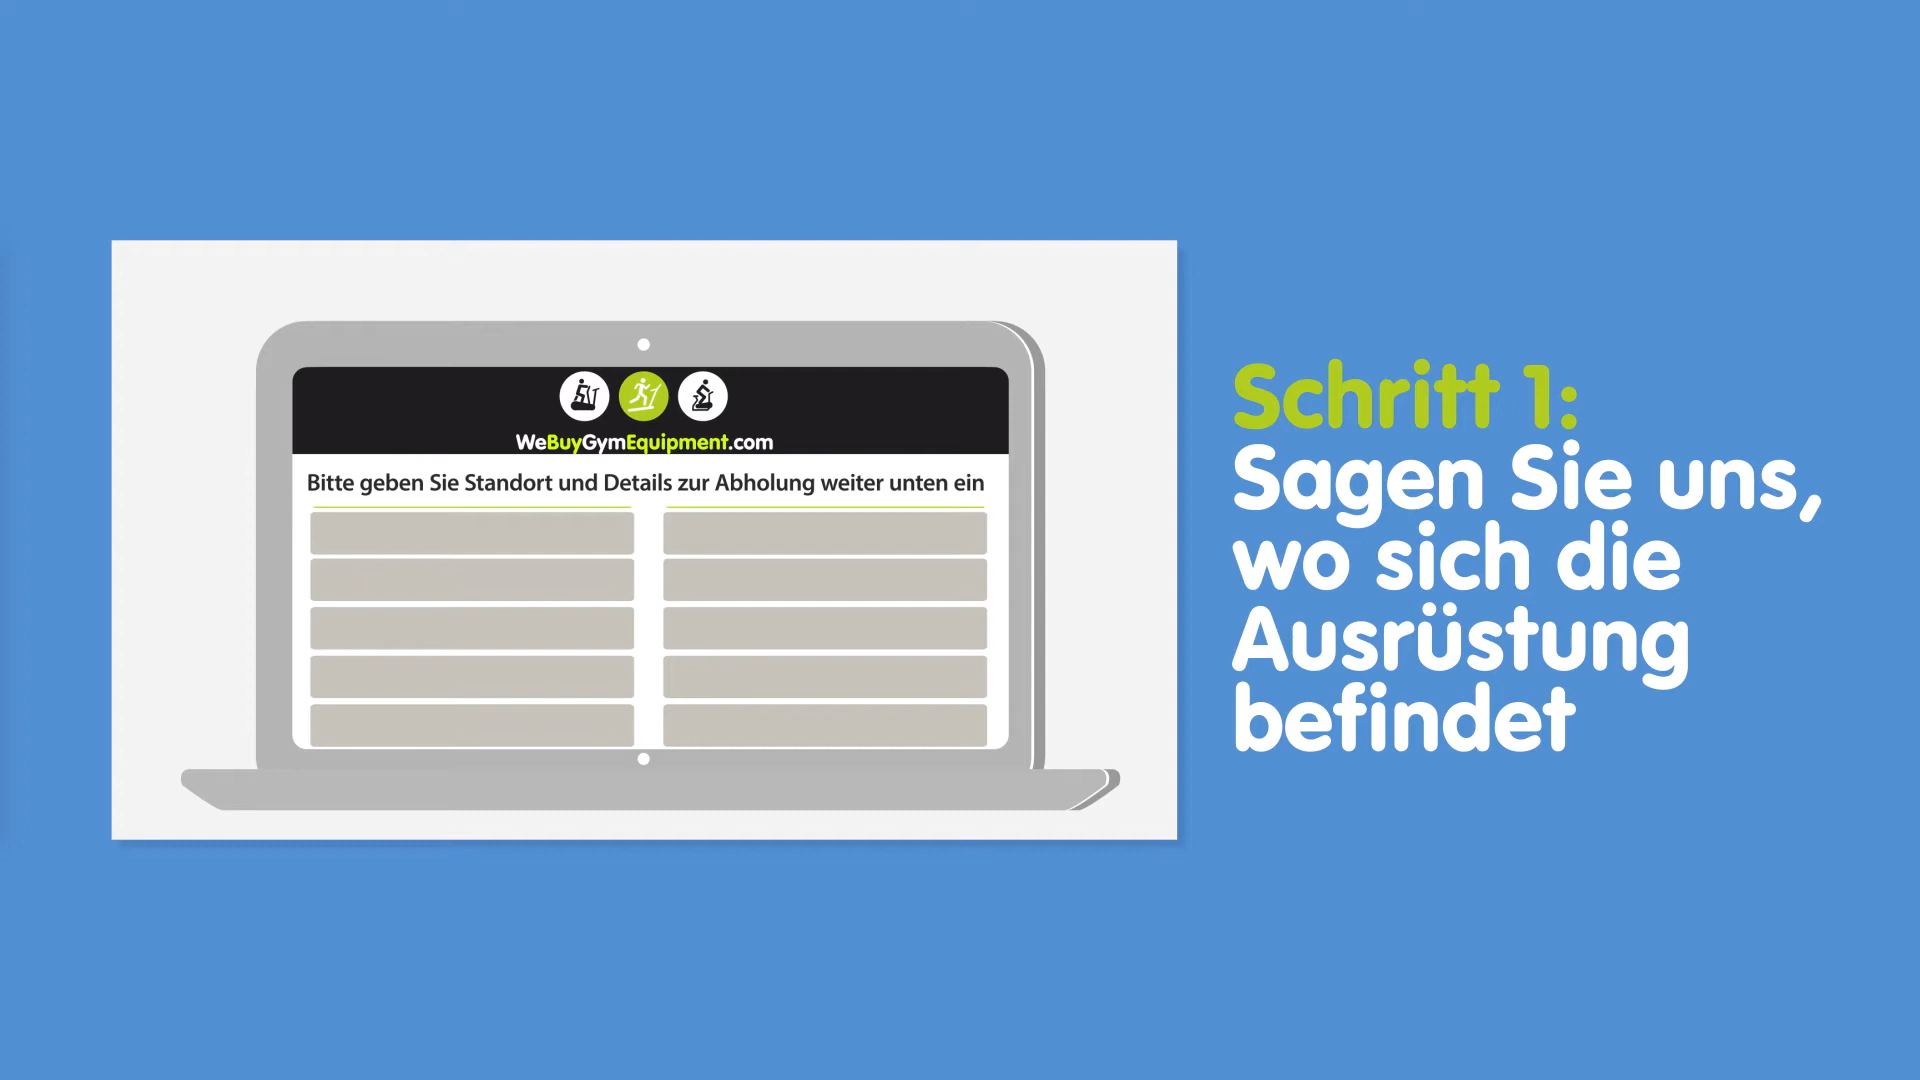 WeBuyGymEquipment.com
Bitte geben Sie Standort und Details zur Abholung weiter unten ein
Schritt 1:
Sagen Sie uns,
wo sich die
Ausrüstung
befindet